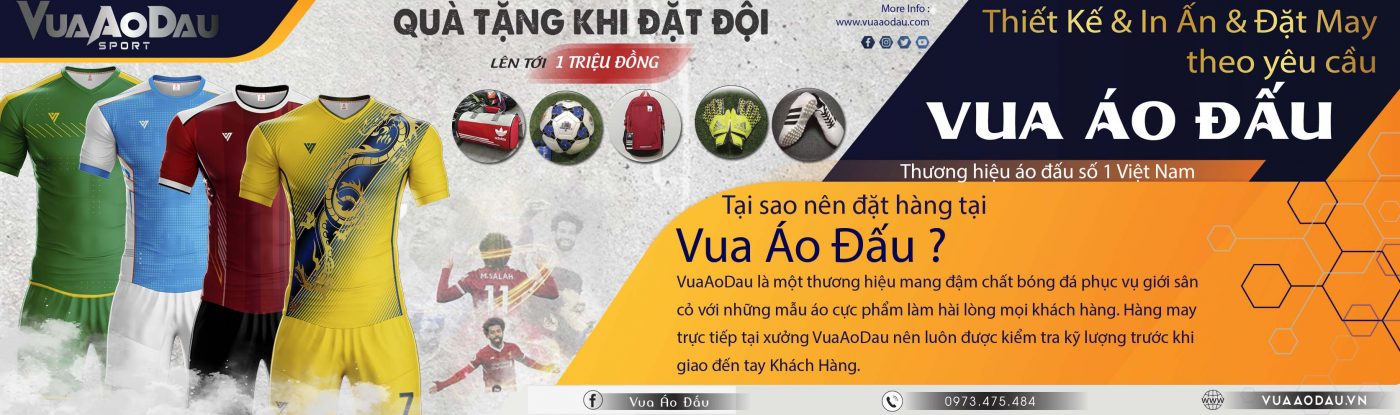 VUAAODAU
SPORT
QUÀ TẶNG KHI ĐẶT ĐỘI
LÊN TỚI 1 TRIỆU ĐỒNG
More Info :
www.vuaaodau.com
Thiết Kế & In Ấn & Đặt May
theo yêu cầu
VUA ÁO ĐẤU
Thương hiệu áo đấu số 1 Việt Nam
Tại sao nên đặt hàng tại
Vua Áo Đấu ?
VuaAoDau là một thương hiệu mang đậm chất bóng đá phục vụ giới sân
cỏ với những mẫu áo cực phẩm làm hài lòng mọi khách hàng. Hàng may
trực tiếp tại xưởng VuaAoDau nên luôn được kiểm tra kỹ lượng trước khi
giao đến tay Khách Hàng.
M.SALAH
11
7
Vua Áo Đấu
0973.475.484
WWW
VUAAODAU.VN